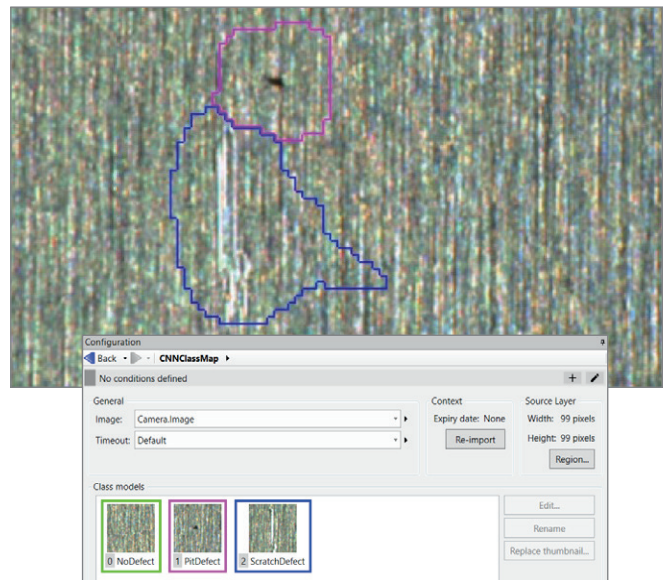 Configuration
Back CNNClassMap
No conditions defined
General
Image: Camera.Image
Timeout: Default
Context
Expiry date: None
Re-import
Source Layer
Width: 99 pixels
Height: 99 pixels
Region...
Class models
0 NoDefect
1 PitDefect
2 ScratchDefect
Edit...
Rename
Replace thumbnail...